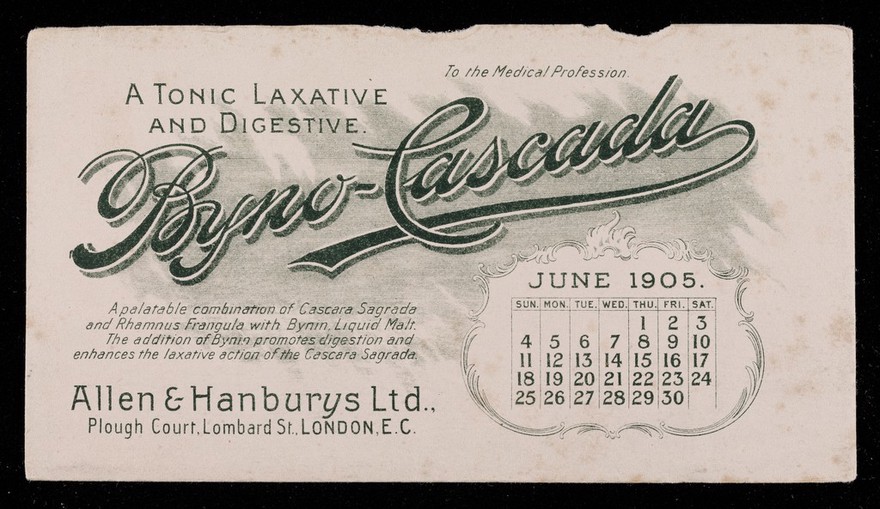 To the Medical Profession.
A TONIC LAXATIVE
AND DIGESTIVE.
Byno-Cascada
A palatable combination of Cascara Sagrada
and Rhamnus Frangula with Bynin, Liquid Malt.
The addition of Bynin promotes digestion and
enhances the laxative action of the Cascara Sagrada.
Allen & Hanburys Ltd.,
Plough Court, Lombard St., LONDON, E.C.
JUNE 1905.
SUN. MON. TUE. WED. THU. FRI. SAT.
1 2 3
4 5 6 7 8 9 10
11 12 13 14 15 16 17
18 19 20 21 22 23 24
25 26 27 28 29 30